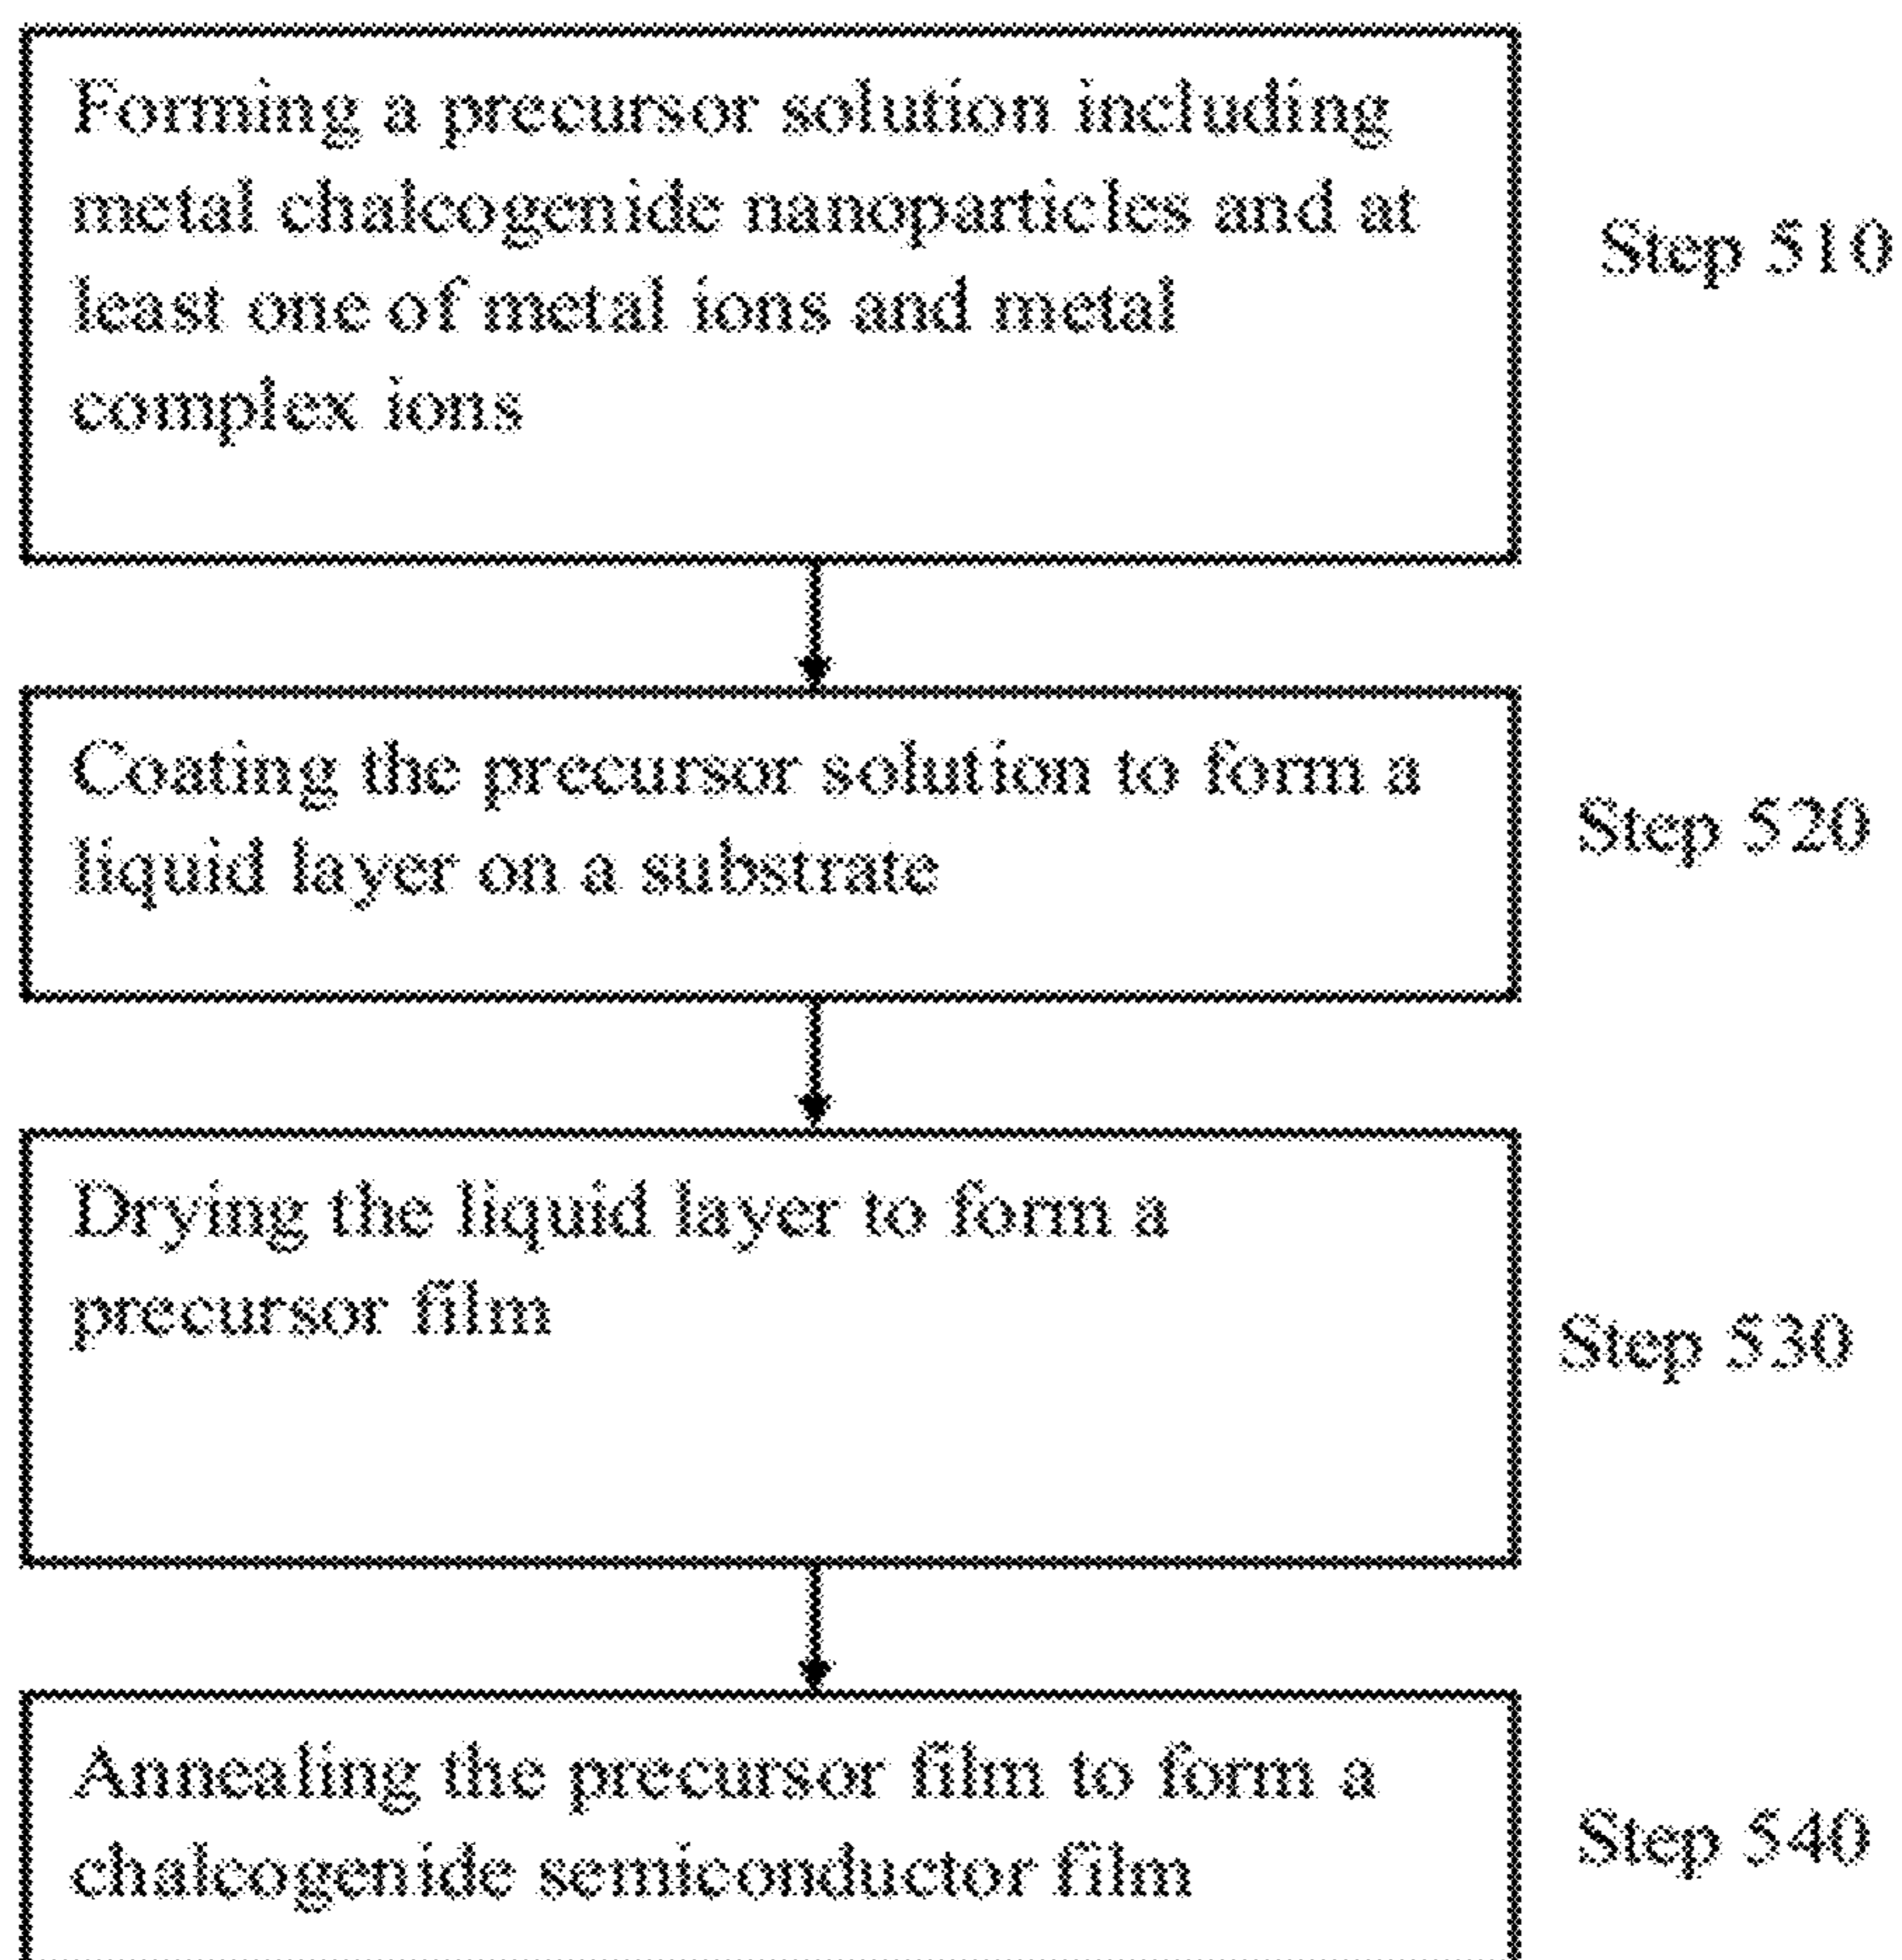 Forming a precursor solution including
metal chalcogenide nanoparticles and at
least one of metal ions and metal
complex ions
Step 510
Coating the precursor solution to form a
liquid layer on a substrate
Step 520
Drying the liquid layer to form a
precursor film
Step 530
Annealing the precursor film to form a
chalcogenide semiconductor film
Step 540